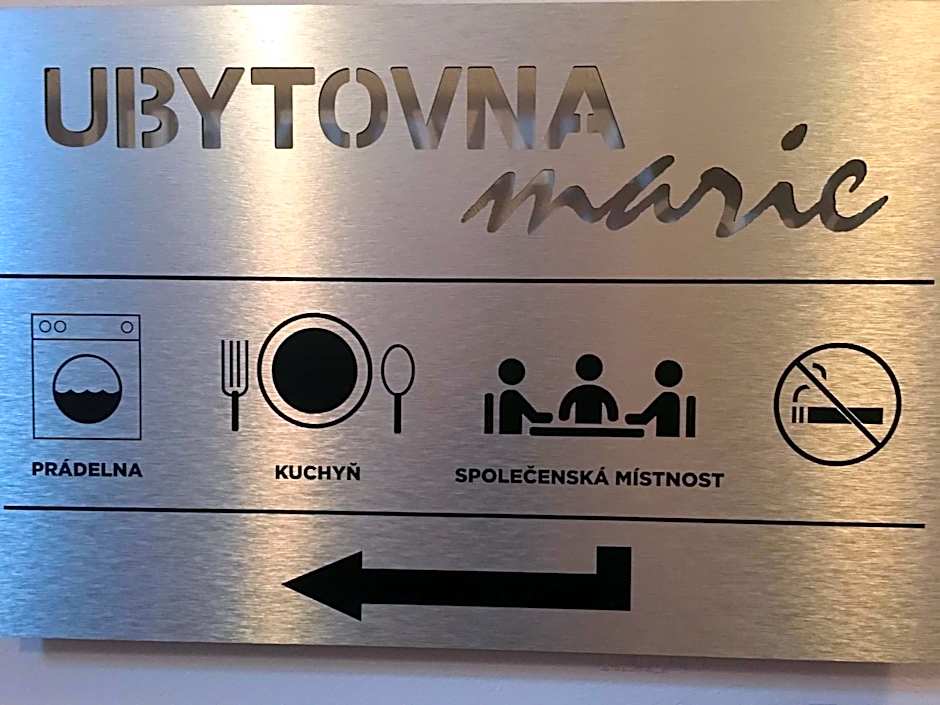 UBYTOVNA
maric
PRÁDELNA KUCHYŇ SPOLEČENSKÁ MÍSTNOST